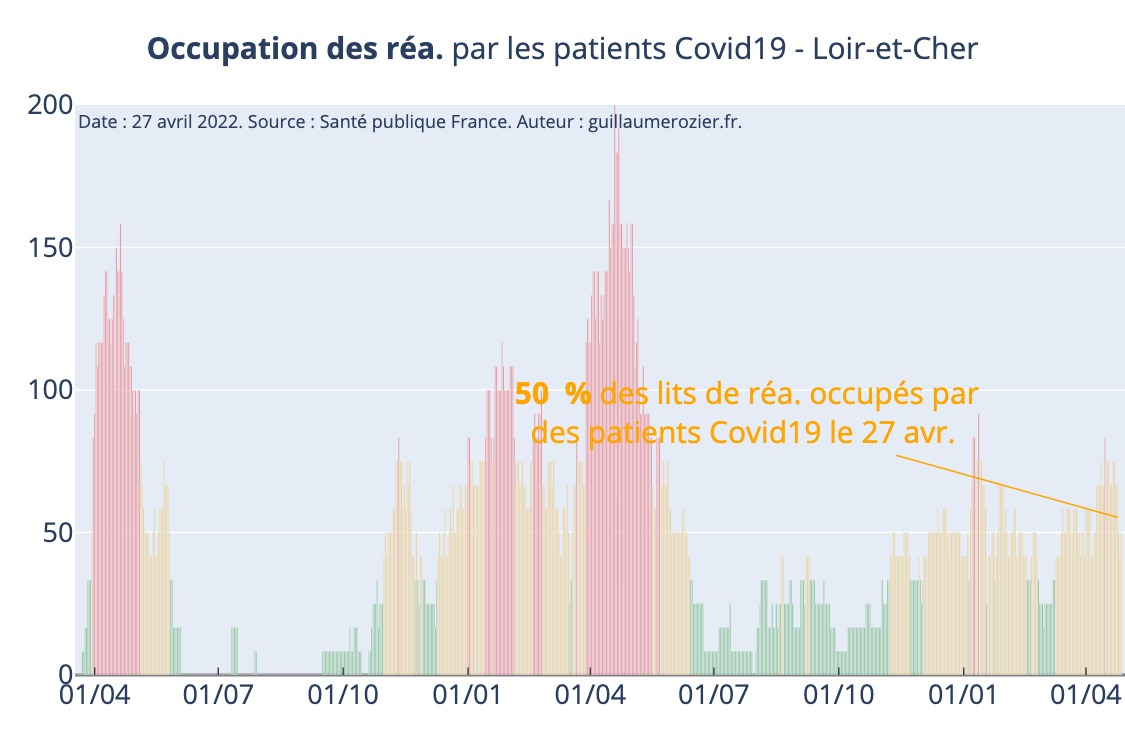 Occupation des réa. par les patients Covid19 - Loir-et-Cher
200
Date : 27 avril 2022. Source : Santé publique France. Auteur : guillaumerozier.fr.
150
100
50 % des lits de réa. occupés par
des patients Covid19 le 27 avr.
50
0
01/04 01/07 01/10 01/01 01/04 01/07 01/10 01/01 01/04